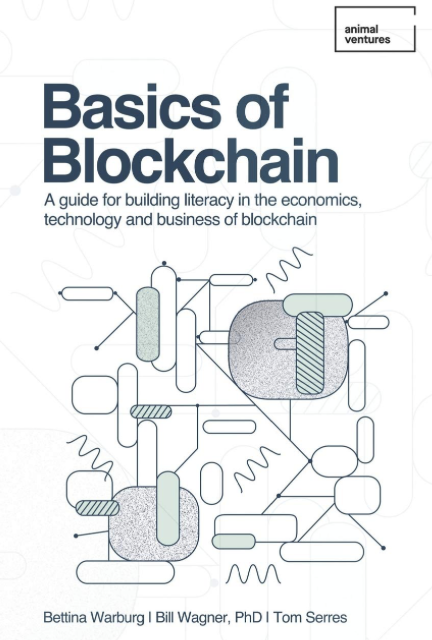 animal
ventures
Basics of
Blockchain
A guide for building literacy in the economics,
technology and business of blockchain
Bettina Warburg | Bill Wagner, PhD | Tom Serres